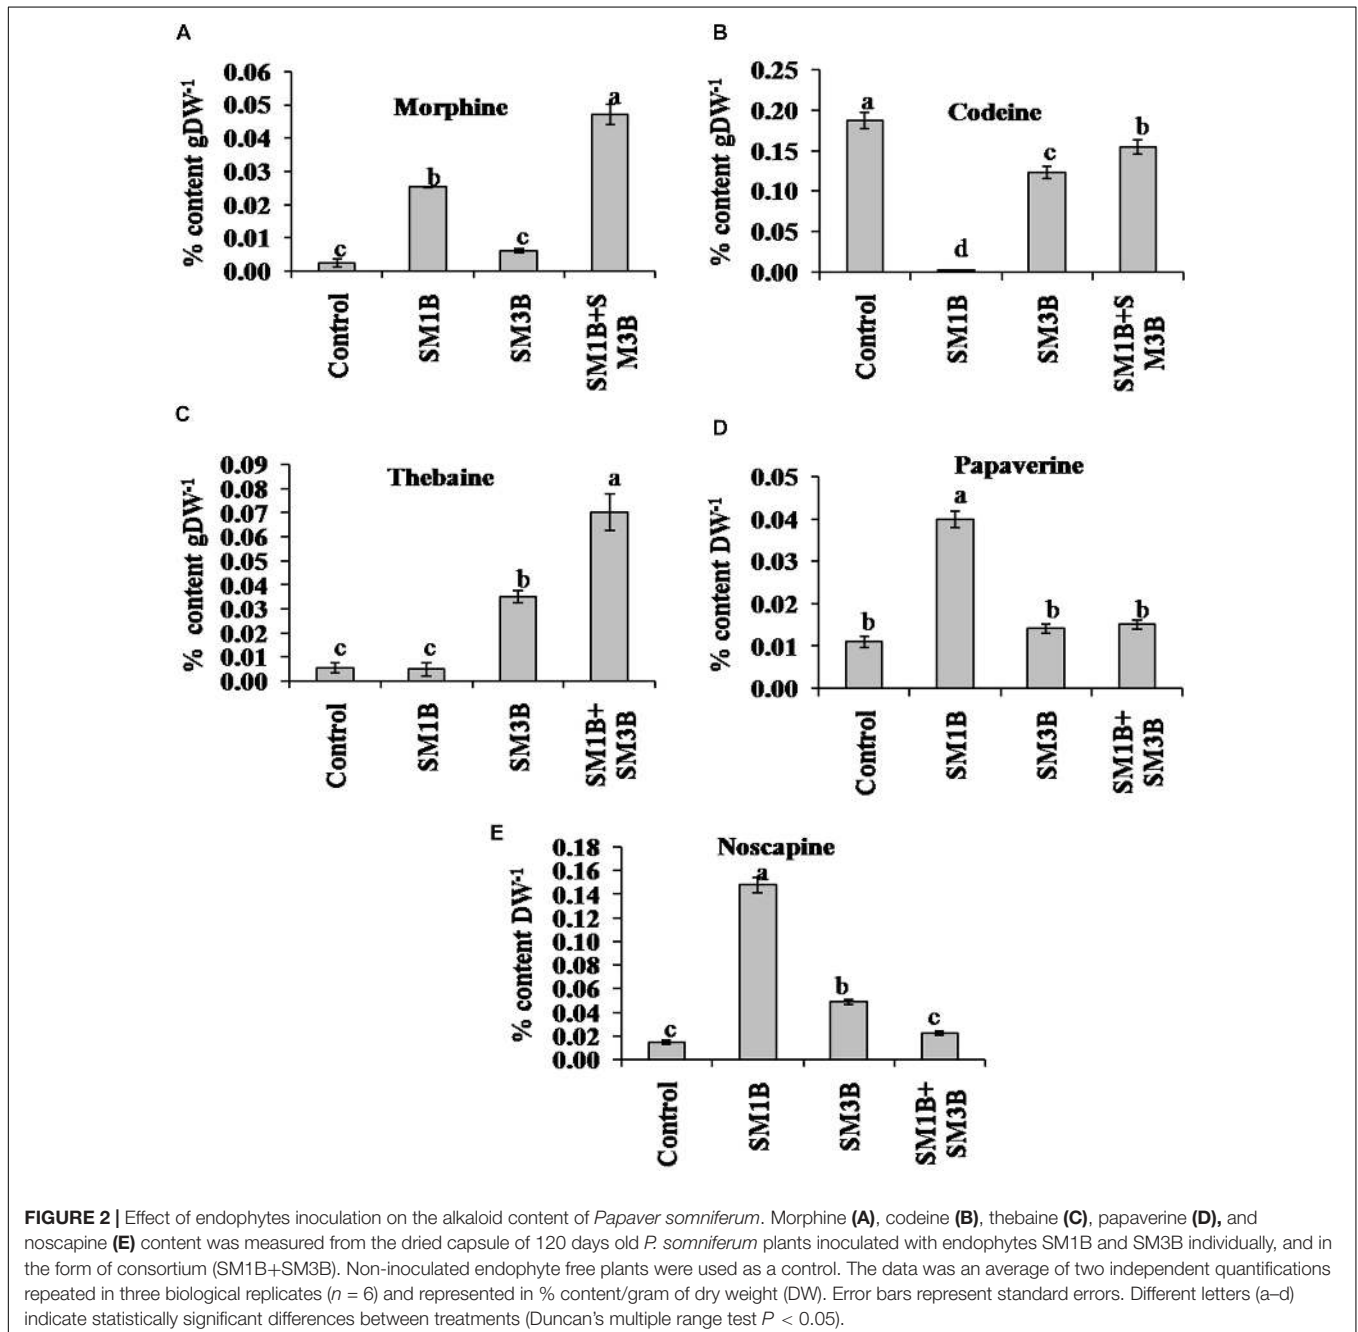 A
Morphine
% content gDW-1
0.06
0.05
0.04
0.03
0.02
0.01
0.00
c
b
c
a
Control
SM1B
SM3B
SM1B+S
M3B
B
Codeine
% content gDW-1
0.25
0.20
0.15
0.10
0.05
0.00
a
d
c
b
Control
SM1B
SM3B
SM1B+S
M3B
C
Thebaine
% content gDW-1
0.09
0.08
0.07
0.06
0.05
0.04
0.03
0.02
0.01
0.00
c
c
b
a
Control
SM1B
SM3B
SM1B+
SM3B
D
Papaverine
% content DW-1
0.05
0.04
0.03
0.02
0.01
0.00
b
a
b
b
Control
SM1B
SM3B
SM1B+
SM3B
E
Noscapine
% content DW-1
0.18
0.16
0.14
0.12
0.10
0.08
0.06
0.04
0.02
0.00
c
a
b
c
Control
SM1B
SM3B
SM1B+
SM3B
FIGURE 2 | Effect of endophytes inoculation on the alkaloid content of Papaver somniferum. Morphine (A), codeine (B), thebaine (C), papaverine (D), and
noscapine (E) content was measured from the dried capsule of 120 days old P. somniferum plants inoculated with endophytes SM1B and SM3B individually, and in
the form of consortium (SM1B+SM3B). Non-inoculated endophyte free plants were used as a control. The data was an average of two independent quantifications
repeated in three biological replicates (n = 6) and represented in % content/gram of dry weight (DW). Error bars represent standard errors. Different letters (a–d)
indicate statistically significant differences between treatments (Duncan's multiple range test P < 0.05).